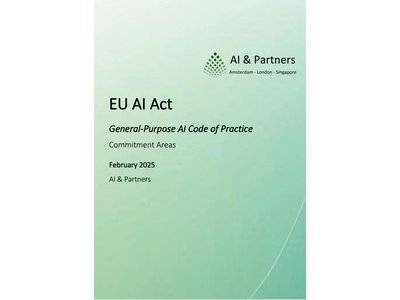 AI & Partners
Amsterdam - London - Singapore
EU AI Act
General-Purpose AI Code of Practice
Commitment Areas
February 2025
AI & Partners